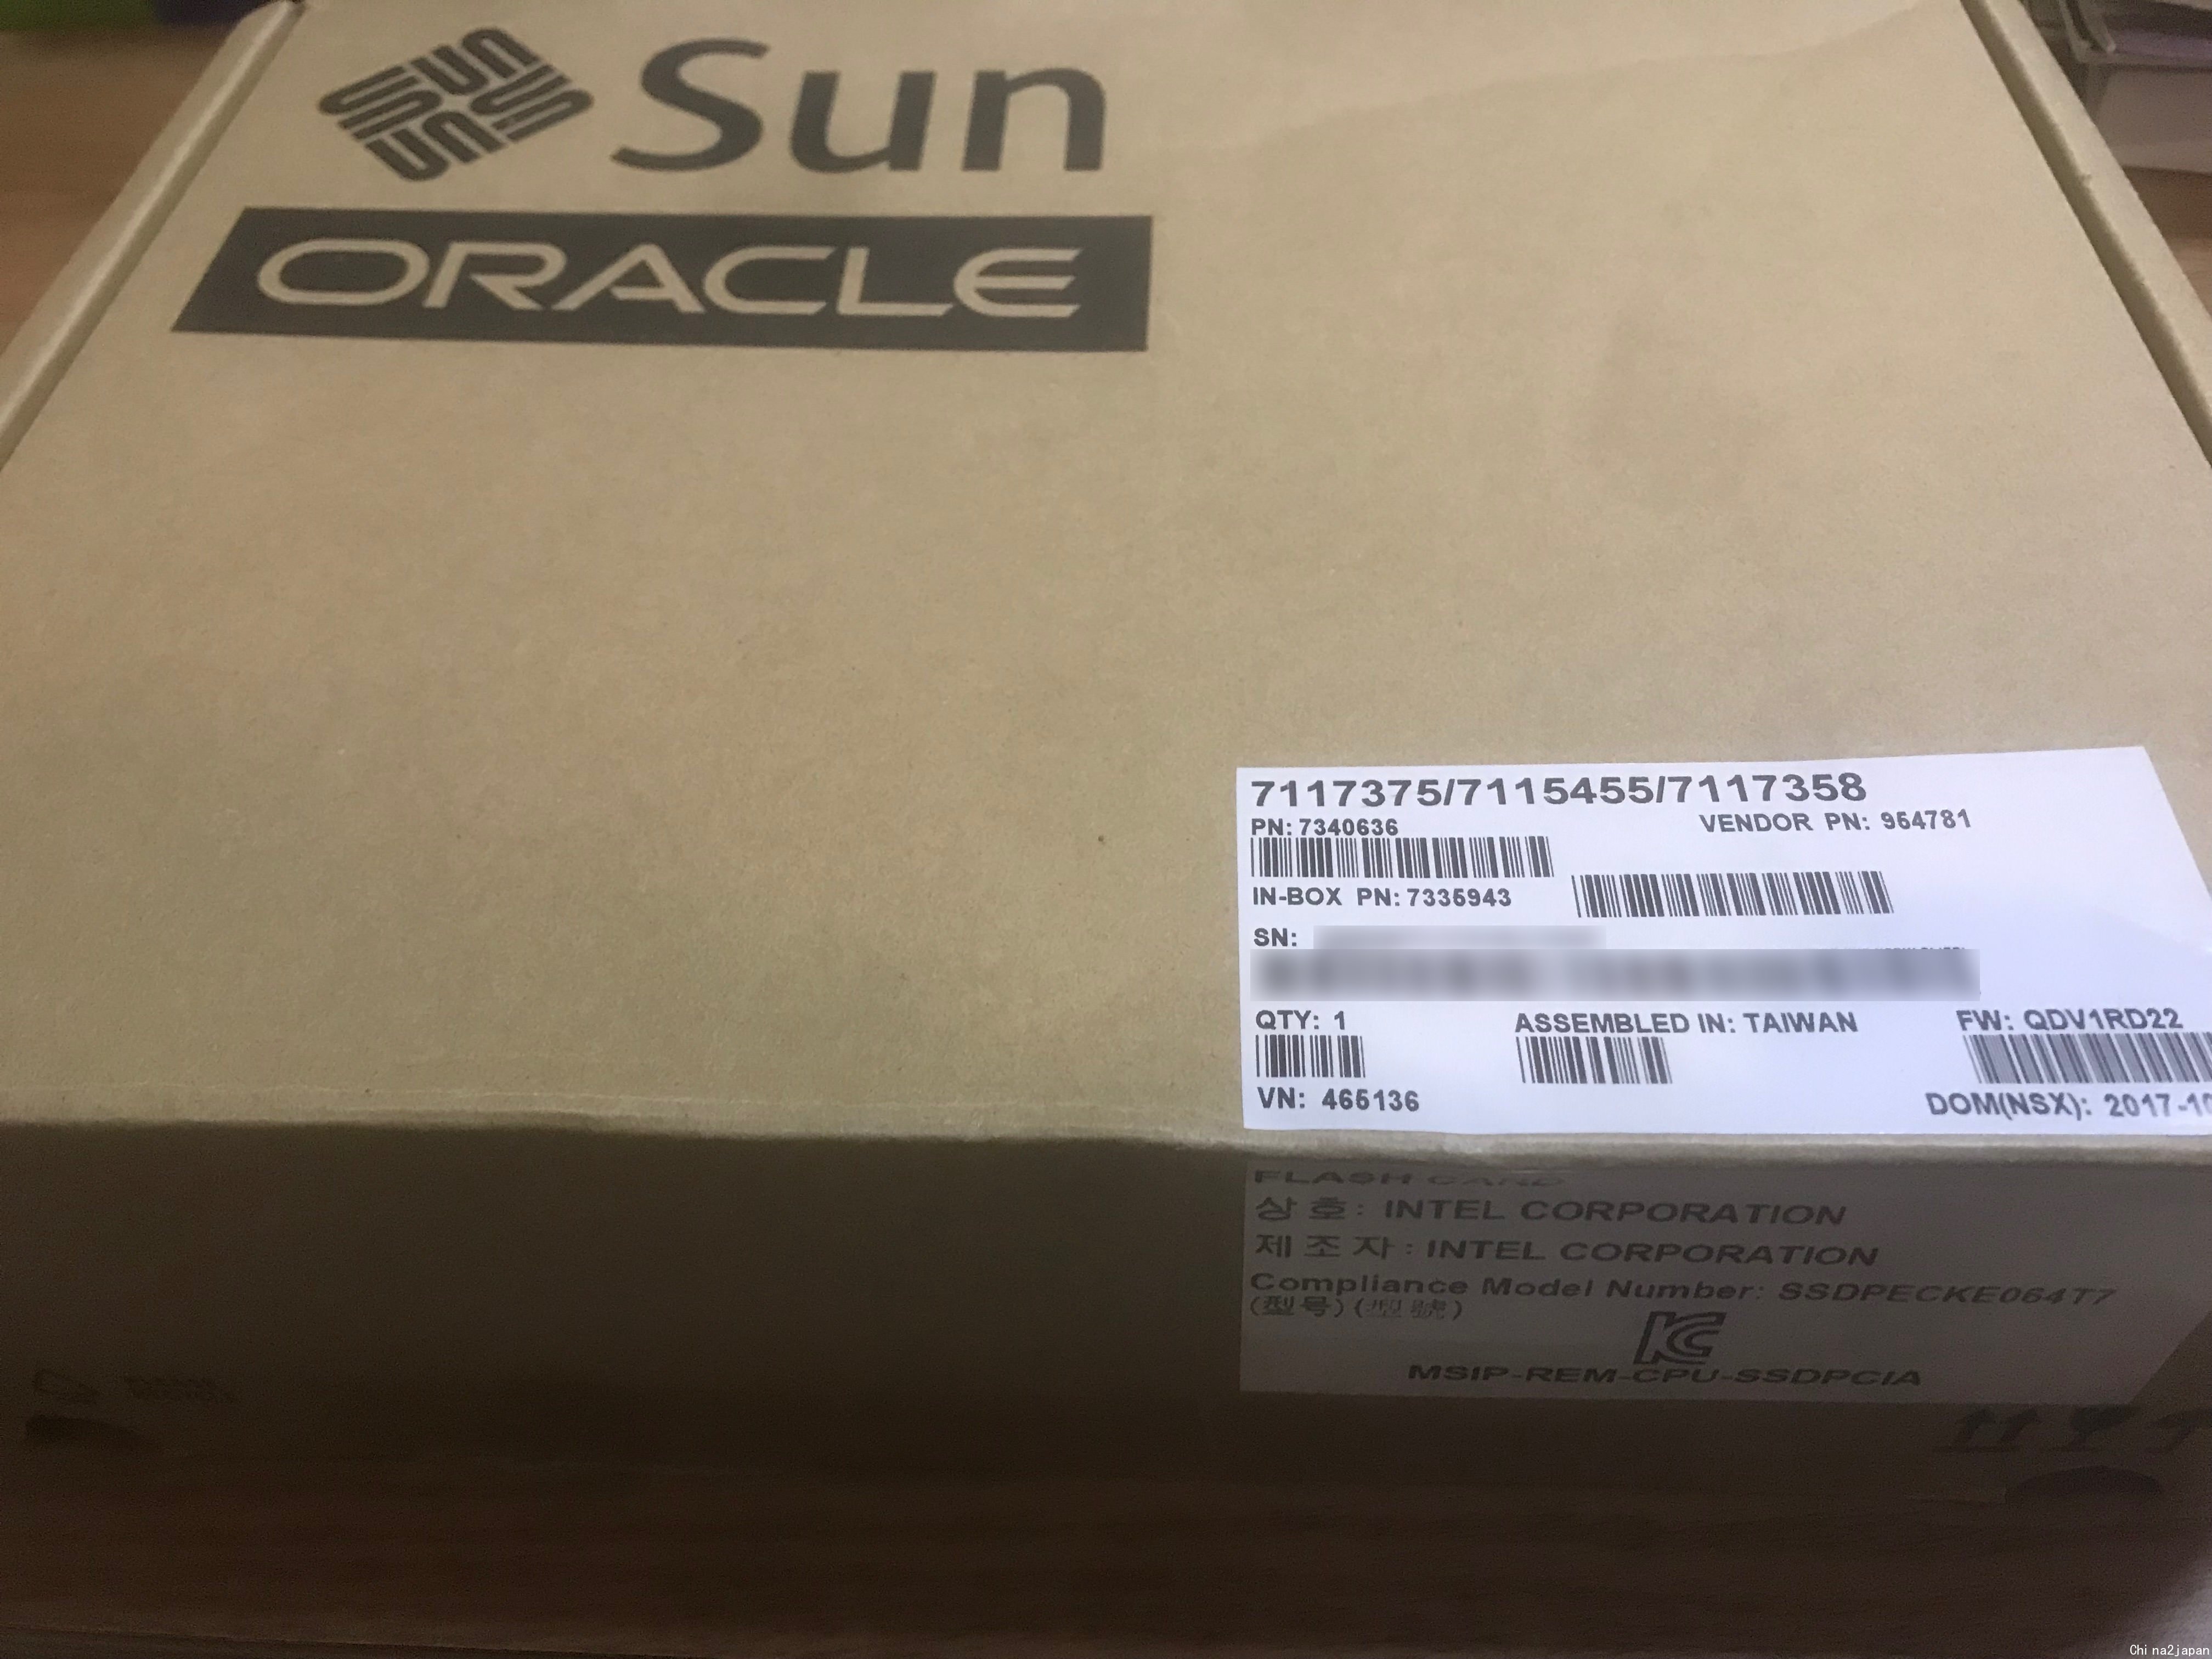 Sun
ORACLE
7117375/7115455/7117358
PN: 7340636
VENDOR PN: 954781
IN-BOX PN: 7335943
SN:
QTY: 1
ASSEMBLED IN: TAIWAN
FW: QDV1RD22
VN: 465136
DOM(NSX): 2017-10
FLASH CARD
상 호: INTEL CORPORATION
제 조 자 : INTEL CORPORATION
Compliance Model Number: SSDPECKE064T7
(型号) (型號)
MSIP-REM-CPU-SSDPCIA
China2japan